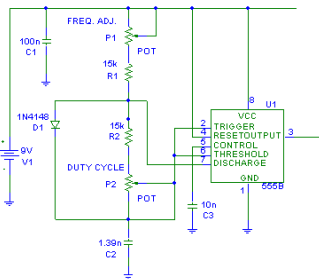 FREQ. ADJ.
P1
POT
100n
C1
15k
R1
U1
8
VCC
1N4148
D1
15k
R2
2
TRIGGER
4
RESET OUTPUT
3
5
CONTROL
6
THRESHOLD
7
DISCHARGE
9V
V1
DUTY CYCLE
P2
POT
GND
1
555B
10n
C3
1.39n
C2